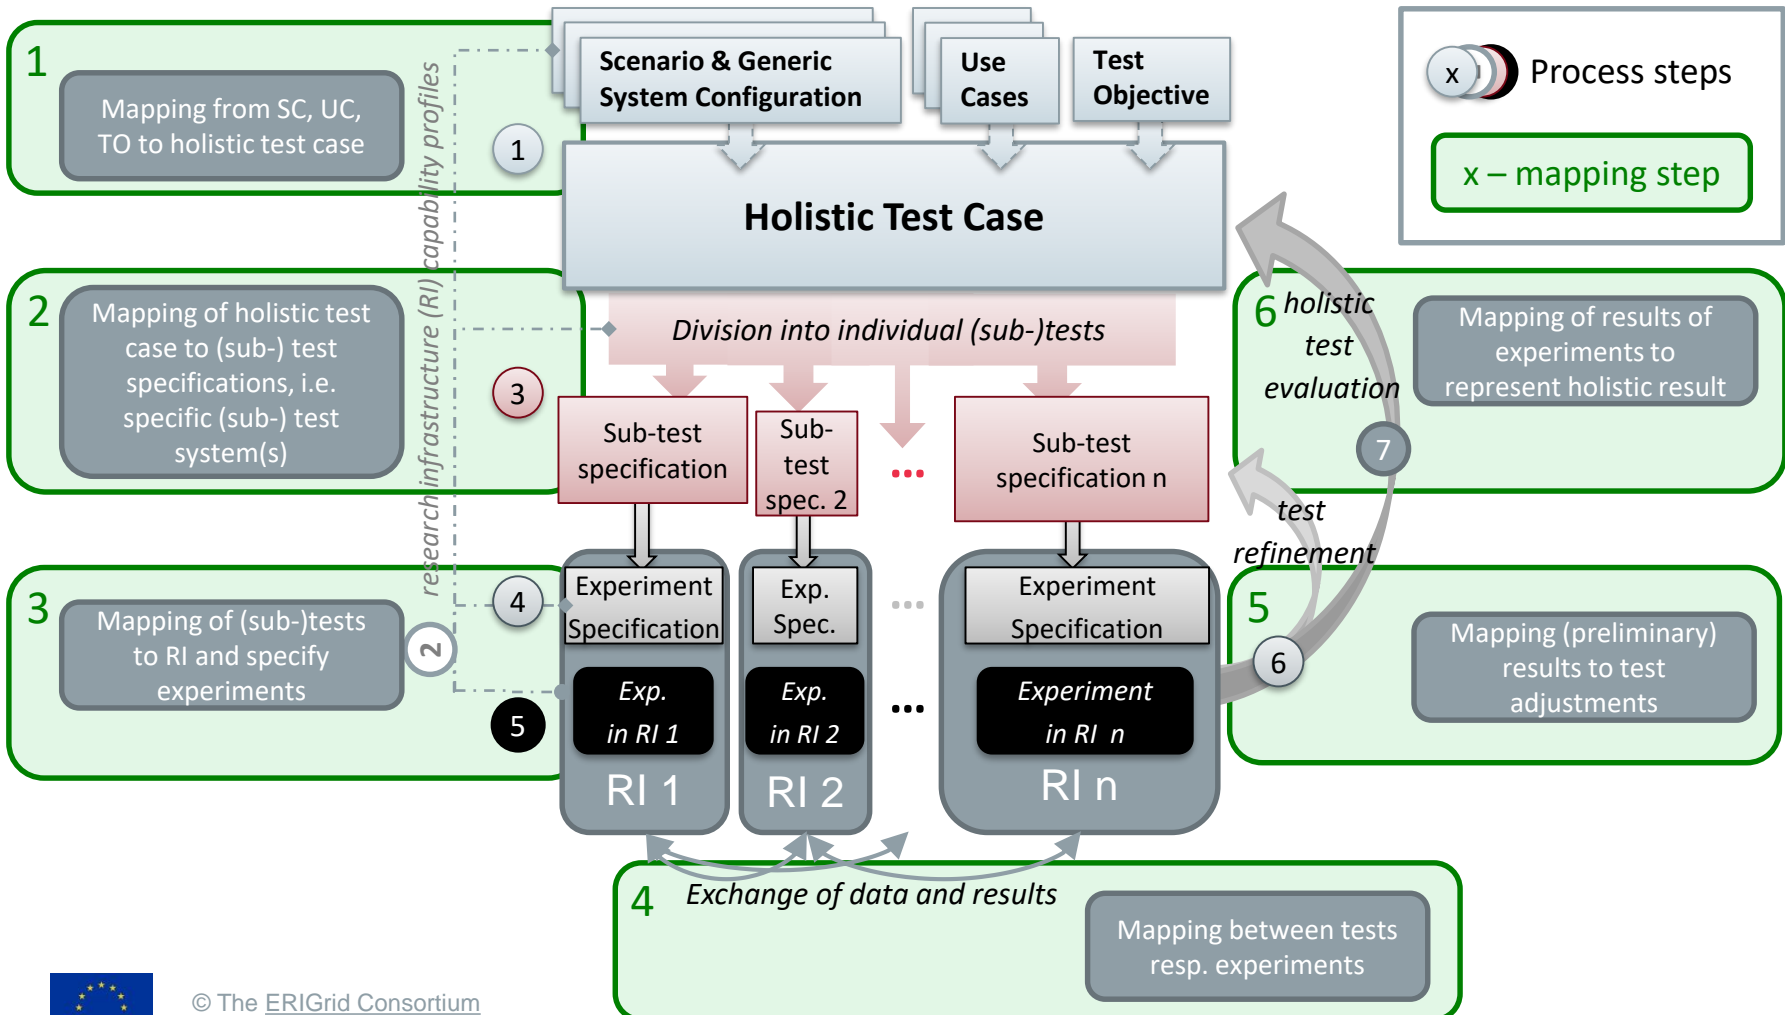 1
Mapping from SC, UC,
TO to holistic test case
1
research infrastructure (RI) capability profiles
Scenario & Generic
System Configuration
Use
Cases
Test
Objective
Holistic Test Case
x
Process steps
x – mapping step
2
Mapping of holistic test
case to (sub-) test
specifications, i.e.
specific (sub-) test
system(s)
3
Division into individual (sub-)tests
Sub-test
specification
Sub-
test
spec. 2
...
Sub-test
specification n
6
holistic
test
evaluation
Mapping of results of
experiments to
represent holistic result
7
test
refinement
3
Mapping of (sub-)tests
to RI and specify
experiments
2
4
5
Experiment
Specification
Exp.
in RI 1
RI 1
Exp.
Spec.
Exp.
in RI 2
RI 2
...
...
Experiment
Specification
Experiment
in RI n
RI n
6
5
Mapping (preliminary)
results to test
adjustments
4
Exchange of data and results
Mapping between tests
resp. experiments
© The ERIGrid Consortium